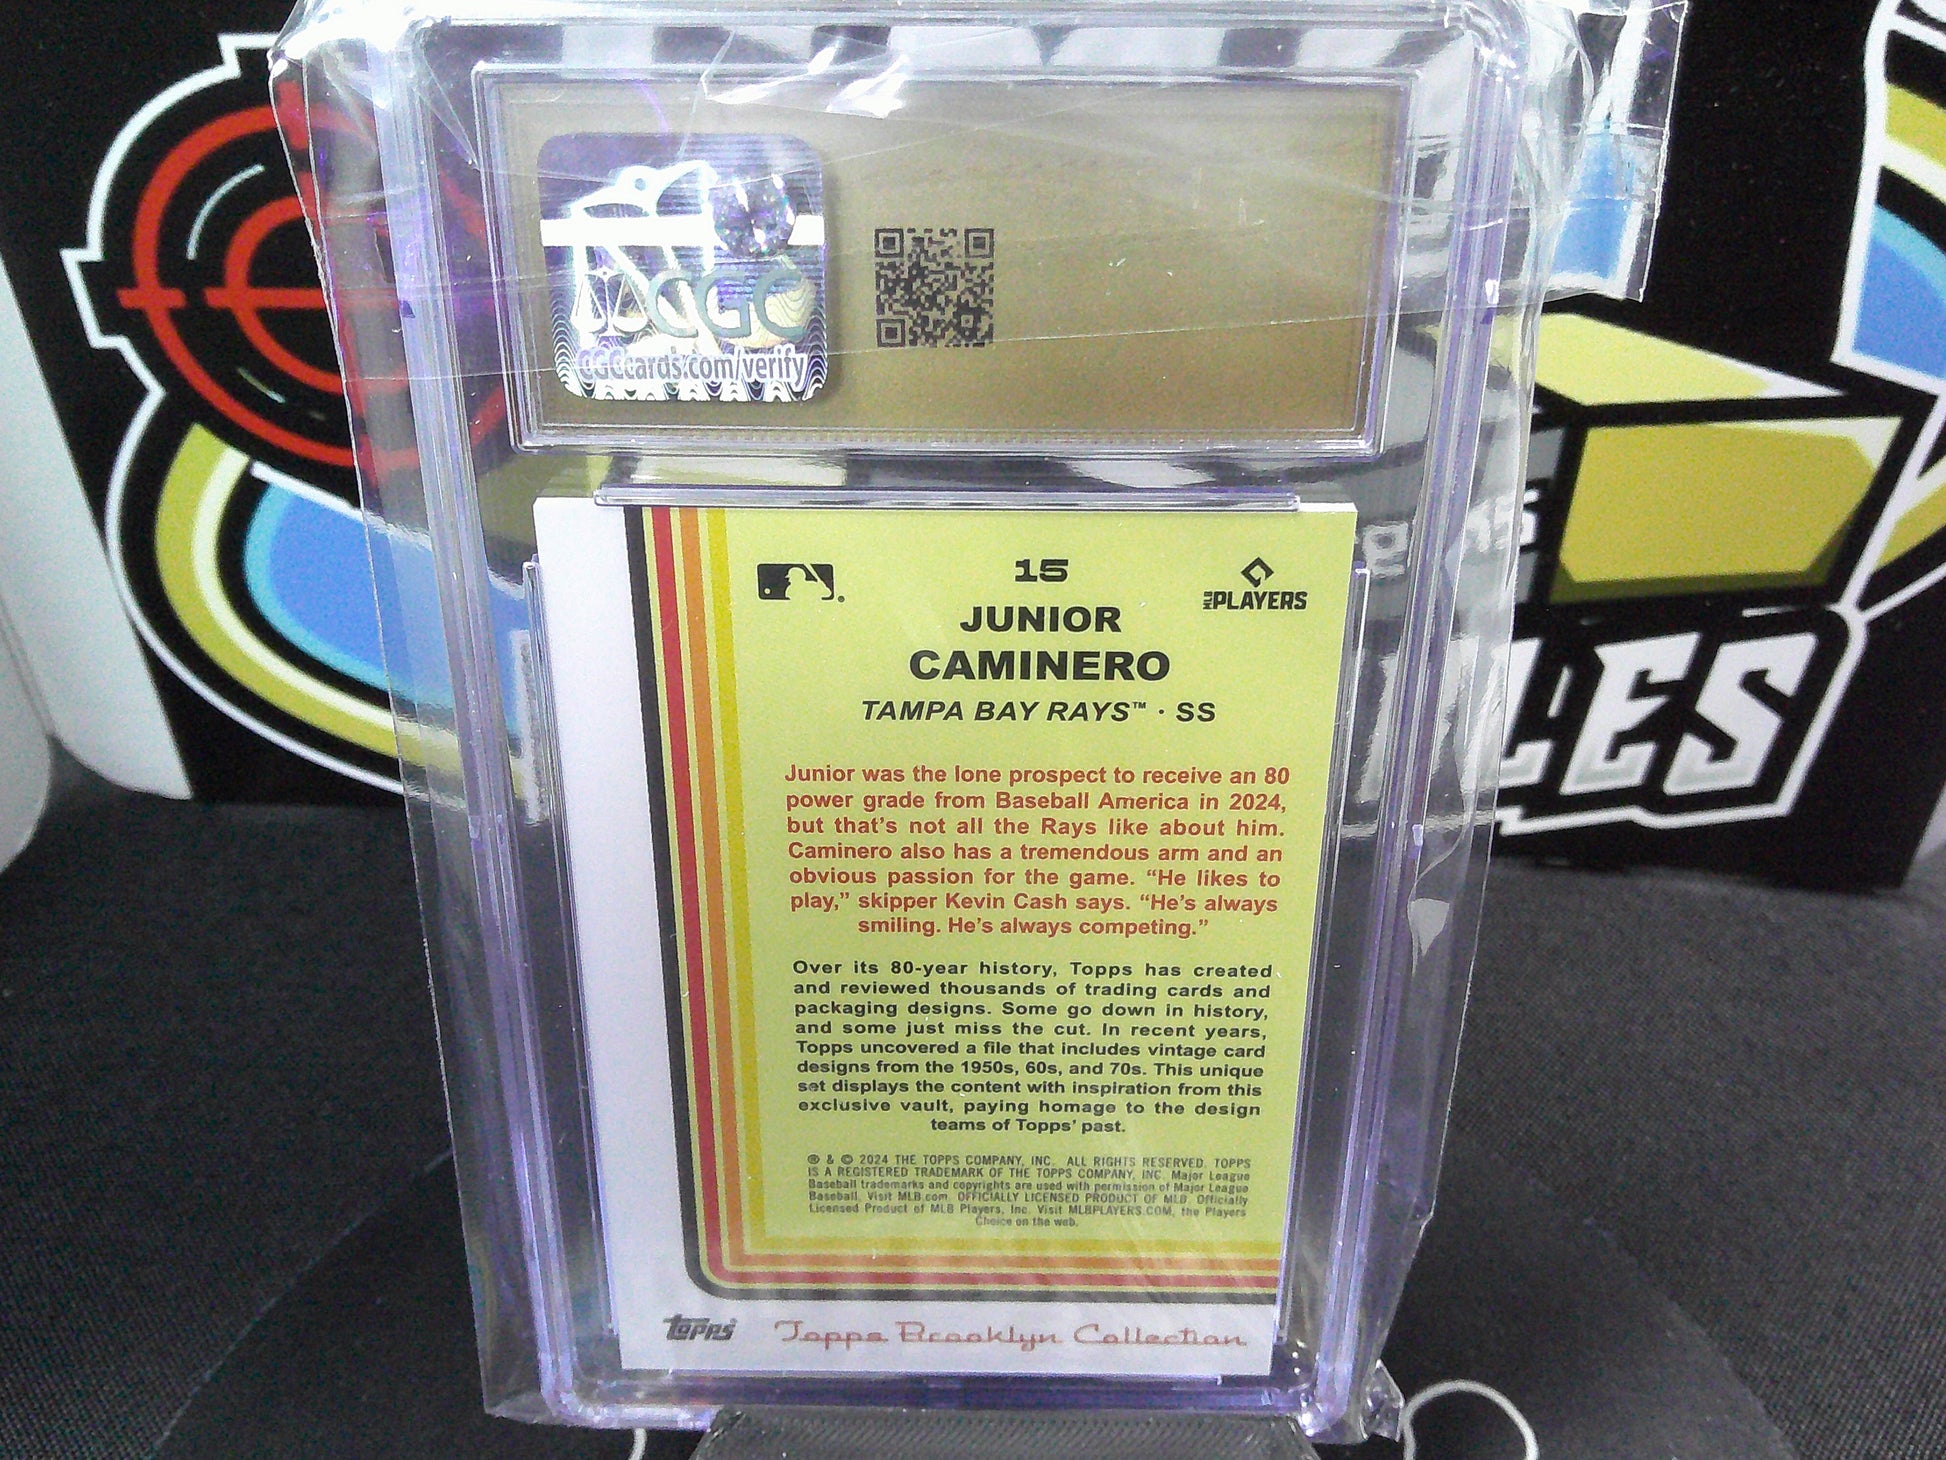 CGC
CGCcards.com/verify
15
MLB PLAYERS
JUNIOR
CAMINERO
TAMPA BAY RAYS™ · SS
Junior was the lone prospect to receive an 80
power grade from Baseball America in 2024,
but that's not all the Rays like about him.
Caminero also has a tremendous arm and an
obvious passion for the game. “He likes to
play,” skipper Kevin Cash says. “He's always
smiling. He's always competing.”
Over its 80-year history, Topps has created
and reviewed thousands of trading cards and
packaging designs. Some go down in history,
and some just miss the cut. In recent years,
Topps uncovered a file that includes vintage card
designs from the 1950s, 60s, and 70s. This unique
set displays the content with inspiration from this
exclusive vault, paying homage to the design
teams of Topps' past.
® & © 2024 THE TOPPS COMPANY, INC. ALL RIGHTS RESERVED. TOPPS
IS A REGISTERED TRADEMARK OF THE TOPPS COMPANY, INC. Major League
Baseball trademarks and copyrights are used with permission of Major League
Baseball. Visit MLB.com. OFFICIALLY LICENSED PRODUCT OF MLB. Officially
Licensed Product of MLB Players, Inc. Visit MLBPLAYERS.COM, the Players
Choice on the web.
topps Topps Brooklyn Collection
LES